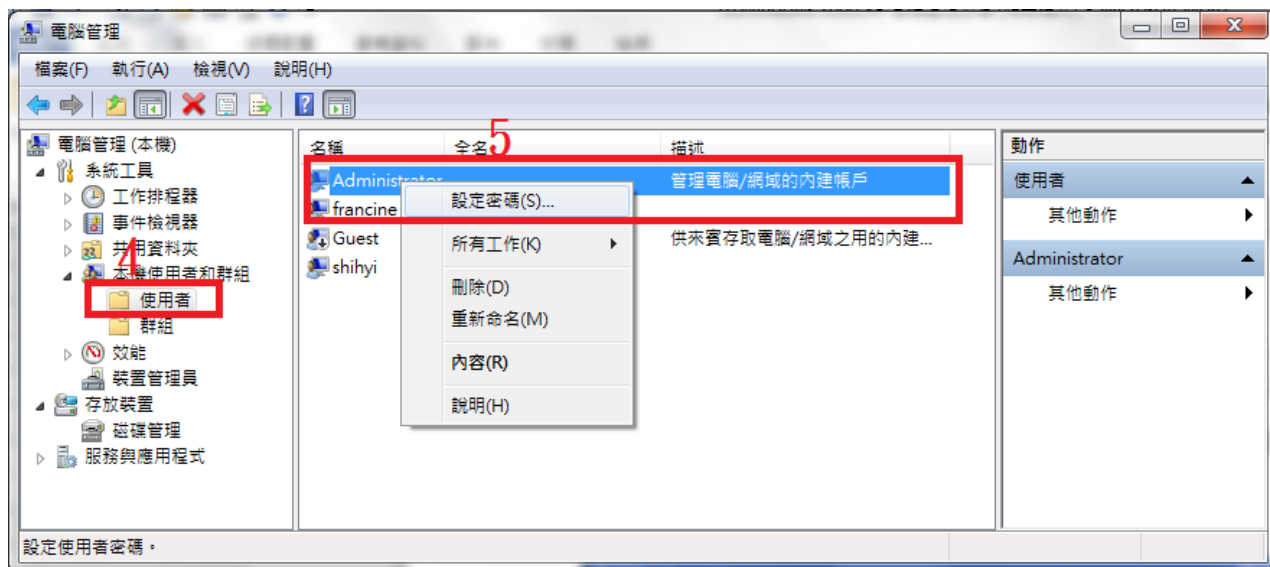 電腦管理
檔案(F) 執行(A) 檢視(V) 說明(H)
電腦管理 (本機)
系統工具
工作排程器
事件檢視器
共用資料夾
4
本機使用者和群組
使用者
群組
效能
裝置管理員
存放裝置
磁碟管理
服務與應用程式
名稱 全名 描述
5
Administrator 管理電腦/網域的內建帳戶
francine
Guest 供來賓存取電腦/網域之用的內建...
shihyi
設定密碼(S)...
所有工作(K)
刪除(D)
重新命名(M)
內容(R)
說明(H)
動作
使用者
其他動作
Administrator
其他動作
設定使用者密碼。